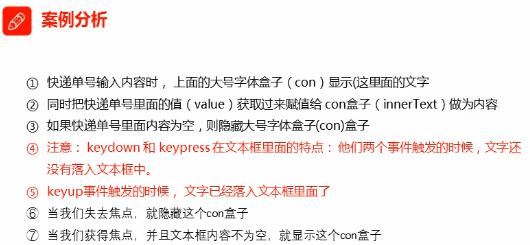 案例分析
① 快递单号输入内容时，上面的大号字体盒子（con）显示(这里面的文字
② 同时把快递单号里面的值（value）获取过来赋值给 con盒子（innerText）做为内容
③ 如果快递单号里面内容为空，则隐藏大号字体盒子(con)盒子
④ 注意： keydown 和 keypress 在文本框里面的特点：他们两个事件触发的时候，文字还
没有落入文本框中。
⑤ keyup事件触发的时候， 文字已经落入文本框里面了
⑥ 当我们失去焦点，就隐藏这个con盒子
⑦ 当我们获得焦点，并且文本框内容不为空，就显示这个con盒子